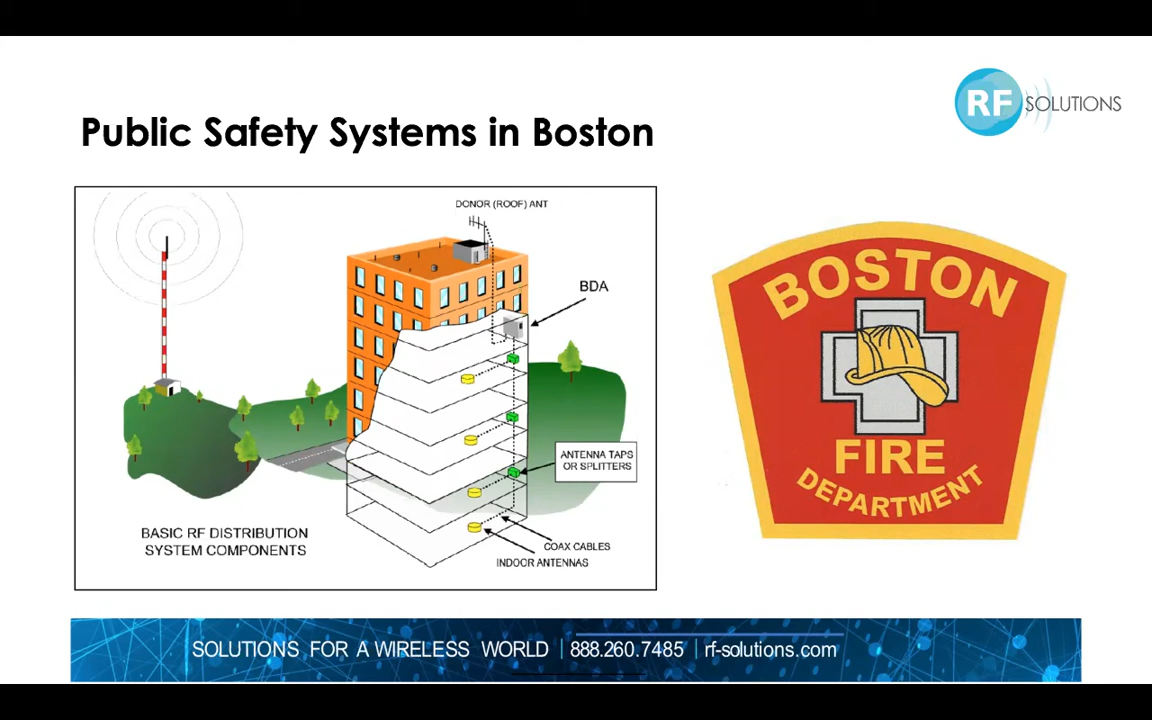 RF SOLUTIONS
Public Safety Systems in Boston
DONOR (ROOF) ANT
BDA
ANTENNA TAPS
OR SPLITTERS
COAX CABLES
INDOOR ANTENNAS
BASIC RF DISTRIBUTION
SYSTEM COMPONENTS
BOSTON
FIRE
DEPARTMENT
SOLUTIONS FOR A WIRELESS WORLD | 888.260.7485 | rf-solutions.com